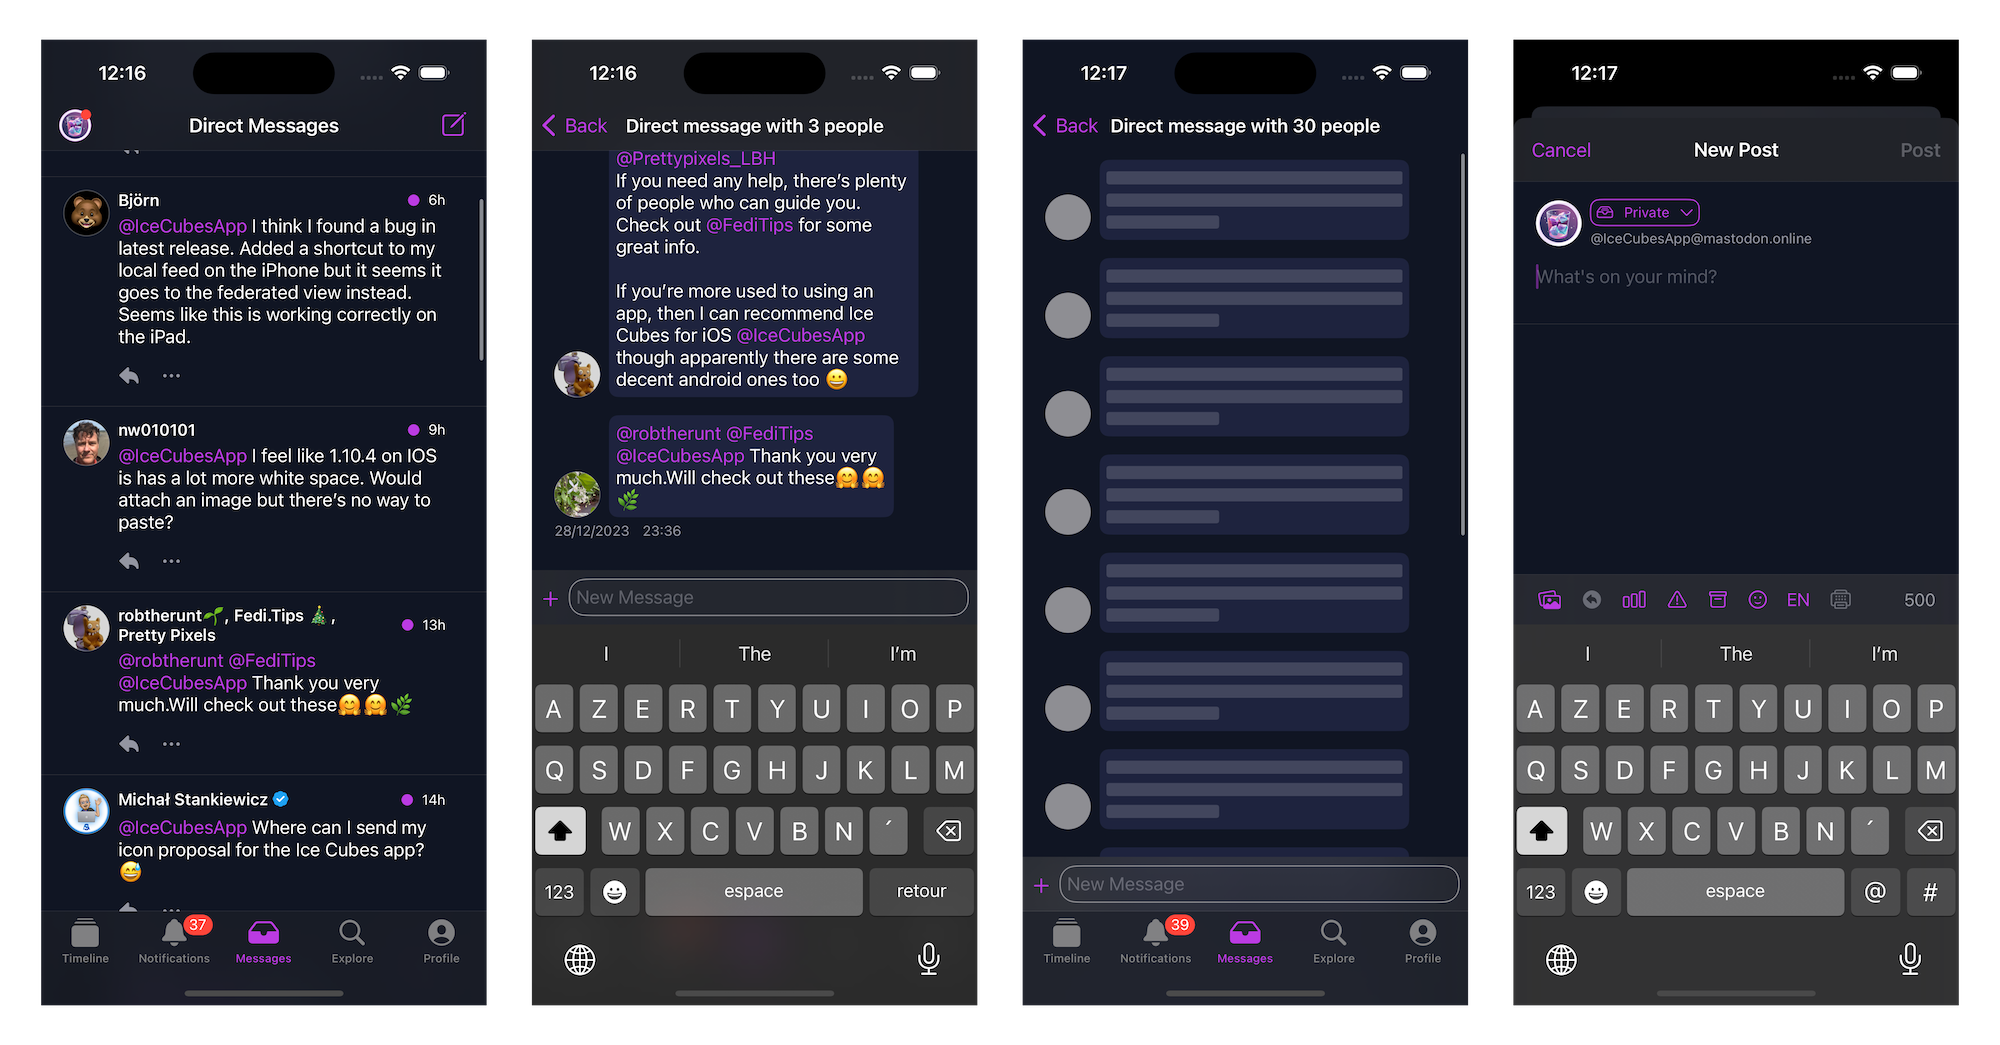 12:16
Direct Messages
Björn
6h
@IceCubesApp I think I found a bug in
latest release. Added a shortcut to my
local feed on the iPhone but it seems it
goes to the federated view instead.
Seems like this is working correctly on
the iPad.
nw010101
9h
@IceCubesApp I feel like 1.10.4 on IOS
is has a lot more white space. Would
attach an image but there's no way to
paste?
robtherunt🌱, Fedi.Tips 🎄,
Pretty Pixels
13h
@robtherunt @FediTips
@IceCubesApp Thank you very
much.Will check out these🤗🤗🌿
Michał Stankiewicz
14h
@IceCubesApp Where can I send my
icon proposal for the Ice Cubes app?
😅
37
Timeline
Notifications
Messages
Explore
Profile
12:16
Back
Direct message with 3 people
@Prettypixels_LBH
If you need any help, there's plenty
of people who can guide you.
Check out @FediTips for some
great info.
If you're more used to using an
app, then I can recommend Ice
Cubes for iOS @IceCubesApp
though apparently there are some
decent android ones too 😀
@robtherunt @FediTips
@IceCubesApp Thank you very
much.Will check out these🤗🤗
🌿
28/12/2023 23:36
+ New Message
I The I'm
A Z E R T Y U I O P
Q S D F G H J K L M
W X C V B N ´
123 espace retour
12:17
Back
Direct message with 30 people
+ New Message
39
Timeline
Notifications
Messages
Explore
Profile
12:17
Cancel
New Post
Post
Private
@IceCubesApp@mastodon.online
What's on your mind?
EN
500
I The I'm
A Z E R T Y U I O P
Q S D F G H J K L M
W X C V B N ´
123 espace @ #